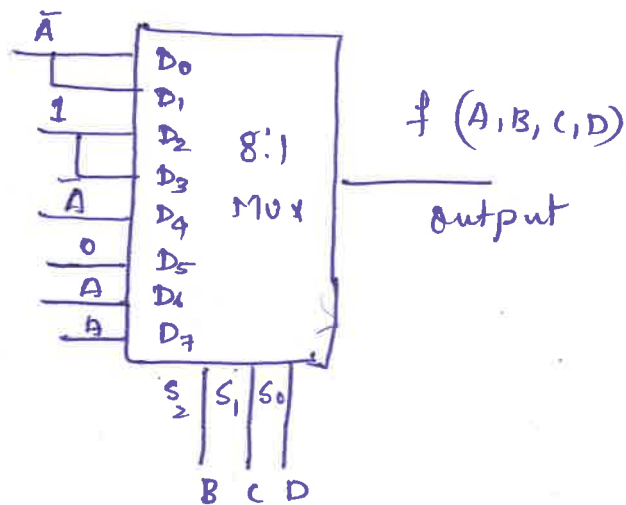 Ā
D₀
D₁
1
D₂
D₃
Ā
D₄
0
D₅
A
D₆
A
D₇
8:1
MUX
f (A, B, C, D)
output
S₂ S₁ S₀
B C D